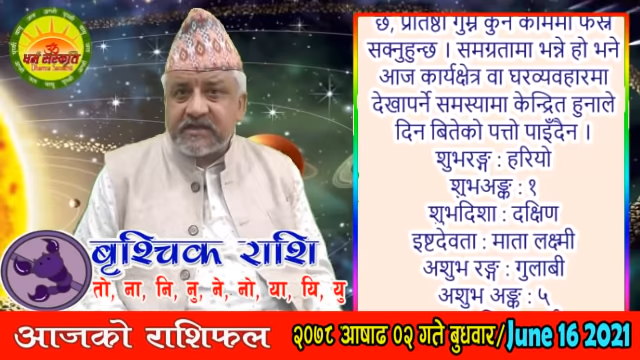 धर्म संस्कृति
छ, प्रतिष्ठा गुम्न कुनै काममा फस्न
सक्नुहुन्छ । समग्रतामा भन्ने हो भने
आज कार्यक्षेत्र वा घरव्यवहारमा
देखापर्ने समस्यामा केन्द्रित हुनाले
दिन बितेको पत्तो पाइँदैन ।
शुभरङ्ग : हरियो
शुभअङ्क : १
शुभदिशा : दक्षिण
इष्टदेवता : माता लक्ष्मी
अशुभ रङ्ग : गुलाबी
अशुभ अङ्क : ५
बृश्चिक राशि
तो, ना, नि, नु, ने, नो, या, यि, यु
आजको राशिफल
२०७८ आषाढ ०२ गते बुधवार/June 16 2021